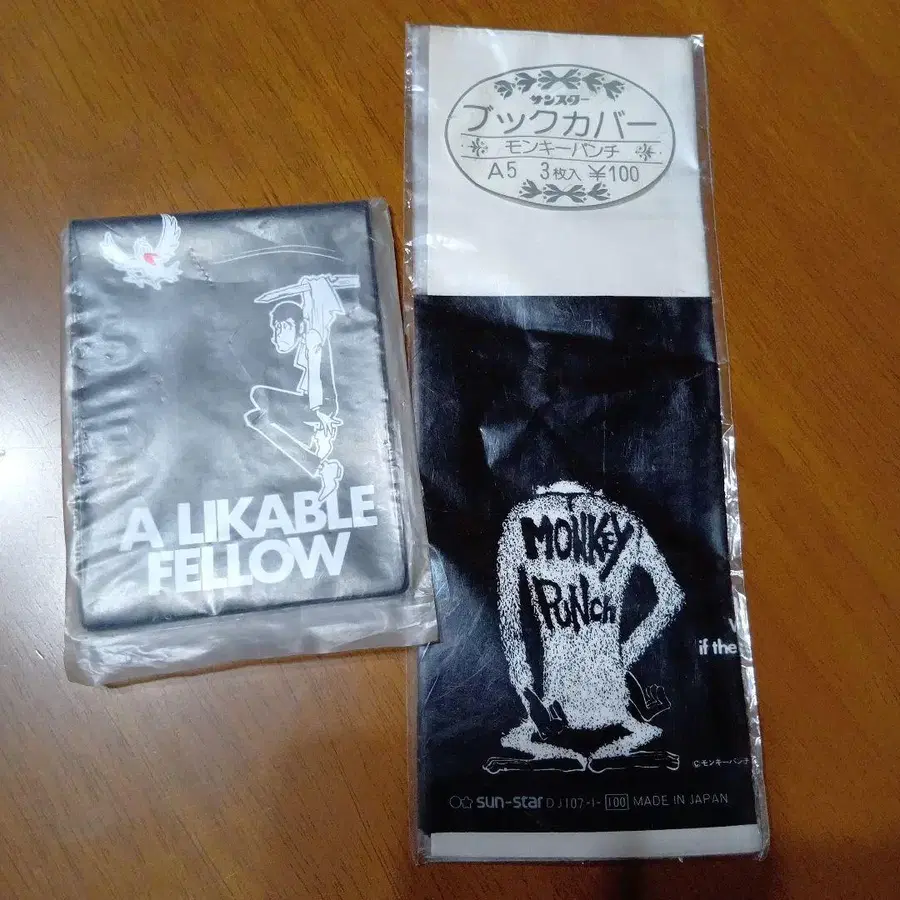 A LIKABLE
FELLOW
サンスター
ブックカバー
モンキーパンチ
A5 3枚入 ¥100
MONKEY
PUNCh
if the
©モンキーパンチ
sun-star DJ107-1-100 MADE IN JAPAN